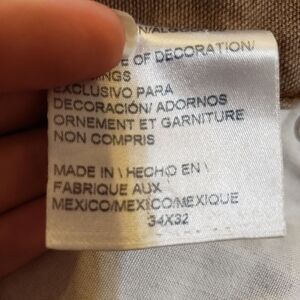 OF DECORATION/
EXCLUSIVO PARA
DECORACIÓN/ ADORNOS
ORNEMENT ET GARNITURE
NON COMPRIS
MADE IN \ HECHO EN \
FABRIQUE AUX
MEXICO/MEXICO/MEXIQUE
34X32